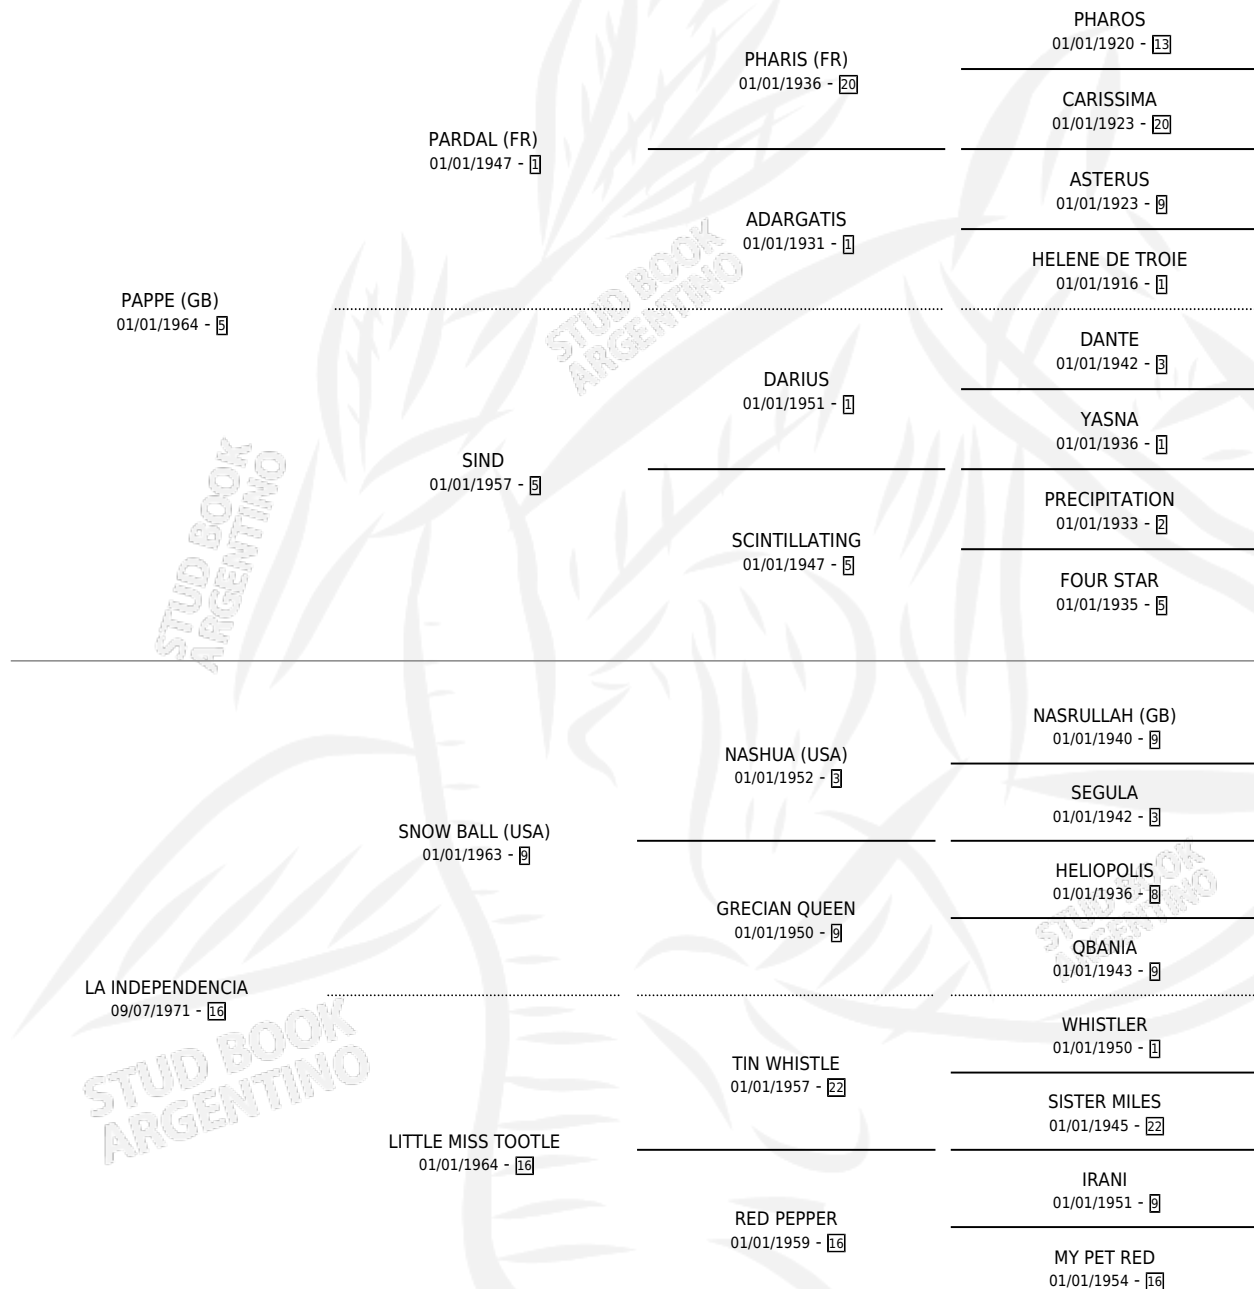 PAPPE (GB)
01/01/1964 - 5
PARDAL (FR)
01/01/1947 - 1
PHARIS (FR)
01/01/1936 - 20
PHAROS
01/01/1920 - 13
CARISSIMA
01/01/1923 - 20
ADARGATIS
01/01/1931 - 1
ASTERUS
01/01/1923 - 9
HELENE DE TROIE
01/01/1916 - 1
SIND
01/01/1957 - 5
DARIUS
01/01/1951 - 1
DANTE
01/01/1942 - 3
YASNA
01/01/1936 - 1
SCINTILLATING
01/01/1947 - 5
PRECIPITATION
01/01/1933 - 2
FOUR STAR
01/01/1935 - 5
LA INDEPENDENCIA
09/07/1971 - 16
SNOW BALL (USA)
01/01/1963 - 9
NASHUA (USA)
01/01/1952 - 3
NASRULLAH (GB)
01/01/1940 - 9
SEGULA
01/01/1942 - 3
GRECIAN QUEEN
01/01/1950 - 9
HELIOPOLIS
01/01/1936 - 8
QBANIA
01/01/1943 - 9
LITTLE MISS TOOTLE
01/01/1964 - 16
TIN WHISTLE
01/01/1957 - 22
WHISTLER
01/01/1950 - 1
SISTER MILES
01/01/1945 - 22
RED PEPPER
01/01/1959 - 16
IRANI
01/01/1951 - 9
MY PET RED
01/01/1954 - 16
STUD BOOK
ARGENTINO
STUD BOOK
ARGENTINO
STUD BOOK
ARGENTINO
STUD BOOK
ARGENTINO